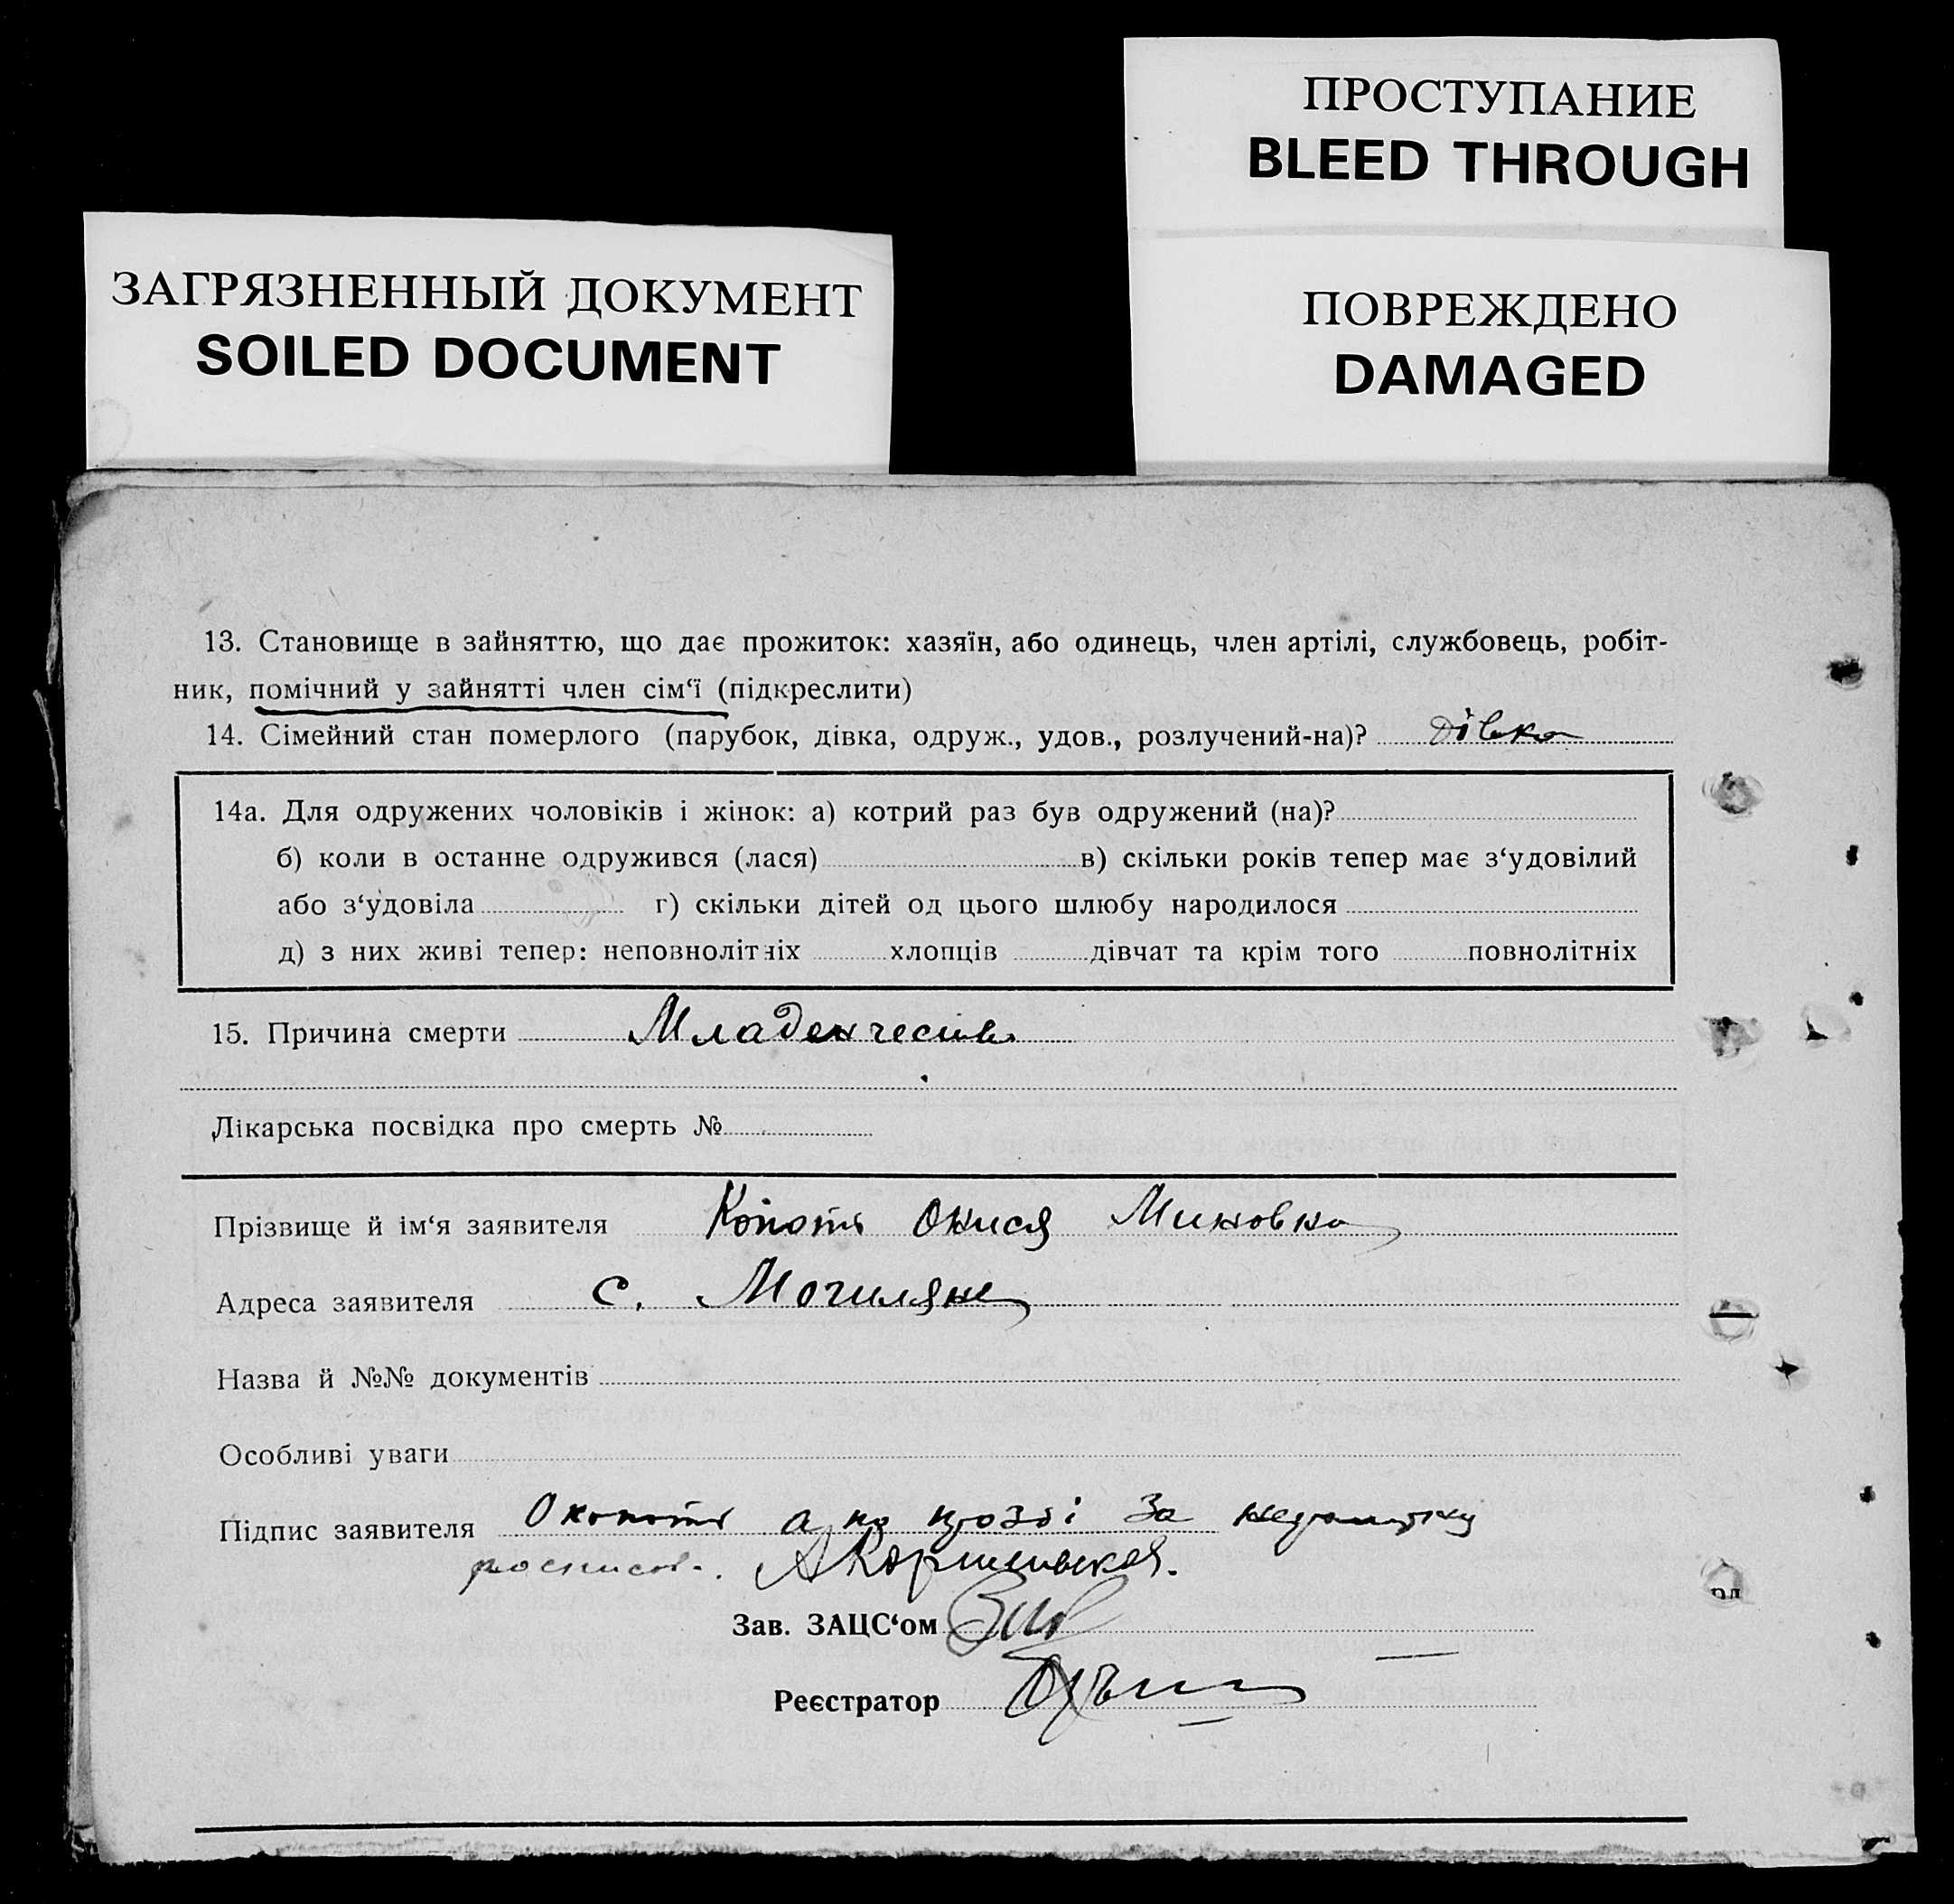 ПРОСТУПАНИЕ
BLEED THROUGH
ЗАГРЯЗНЕННЫЙ ДОКУМЕНТ
SOILED DOCUMENT
ПОВРЕЖДЕНО
DAMAGED
13. Становище в зайняттю, що дає прожиток: хазяїн, або одинець, член артілі, службовець, робіт-
ник, помічний у зайнятті член сім‘ї (підкреслити)
14. Сімейний стан померлого (парубок, дівка, одруж., удов., розлучений-на)? дівка
14а. Для одружених чоловіків і жінок: а) котрий раз був одружений (на)?
б) коли в останне одружився (лася) в) скільки років тепер має з‘удовілий
або з‘удовіла г) скільки дітей од цього шлюбу народилося
д) з них живі тепер: неповнолітніх хлопців дівчат та крім того повнолітніх
15. Причина смерти
Лікарська посвідка про смерть №
Прізвище й ім‘я заявителя
Адреса заявителя с. Могиляне
Назва й №№ документів
Особливі уваги
Підпис заявителя а по прозбі за
Зав. ЗАЦС‘ом
Реєстратор